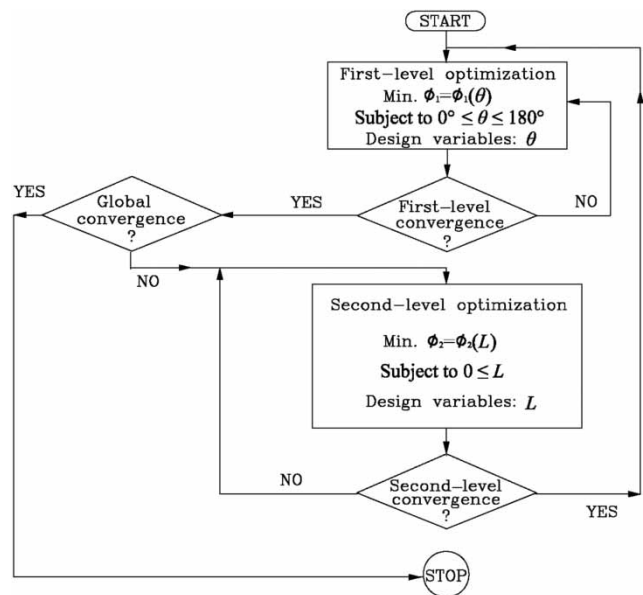 START
First-level optimization
Min. ϕ₁=ϕ₁(θ)
Subject to 0° ≤ θ ≤ 180°
Design variables: θ
YES
Global
convergence
?
YES
First-level
convergence
?
NO
NO
Second-level optimization
Min. ϕ₂=ϕ₂(L)
Subject to 0 ≤ L
Design variables: L
NO
Second-level
convergence
?
YES
STOP